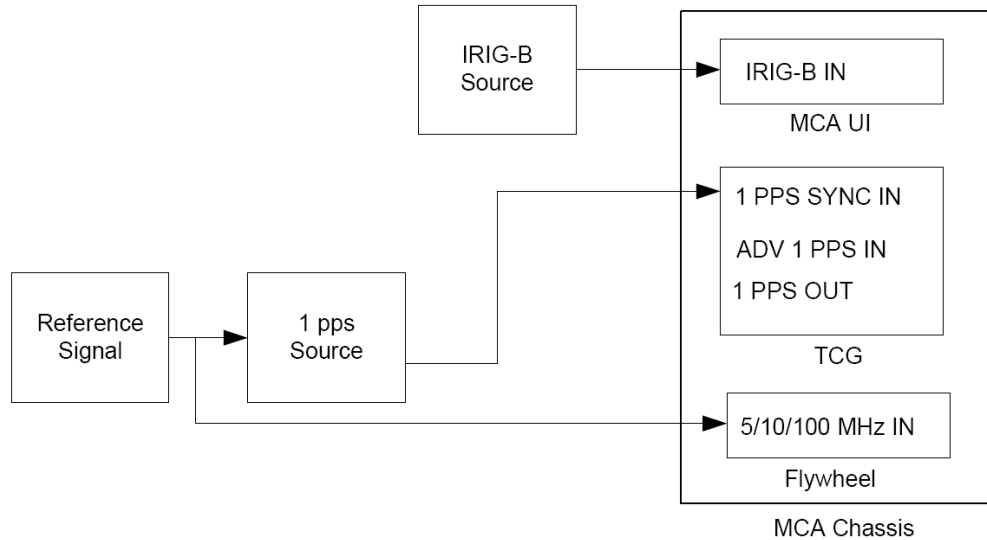 IRIG-B
Source
IRIG-B IN
MCA UI
1 PPS SYNC IN
ADV 1 PPS IN
1 PPS OUT
TCG
Reference
Signal
1 pps
Source
5/10/100 MHz IN
Flywheel
MCA Chassis